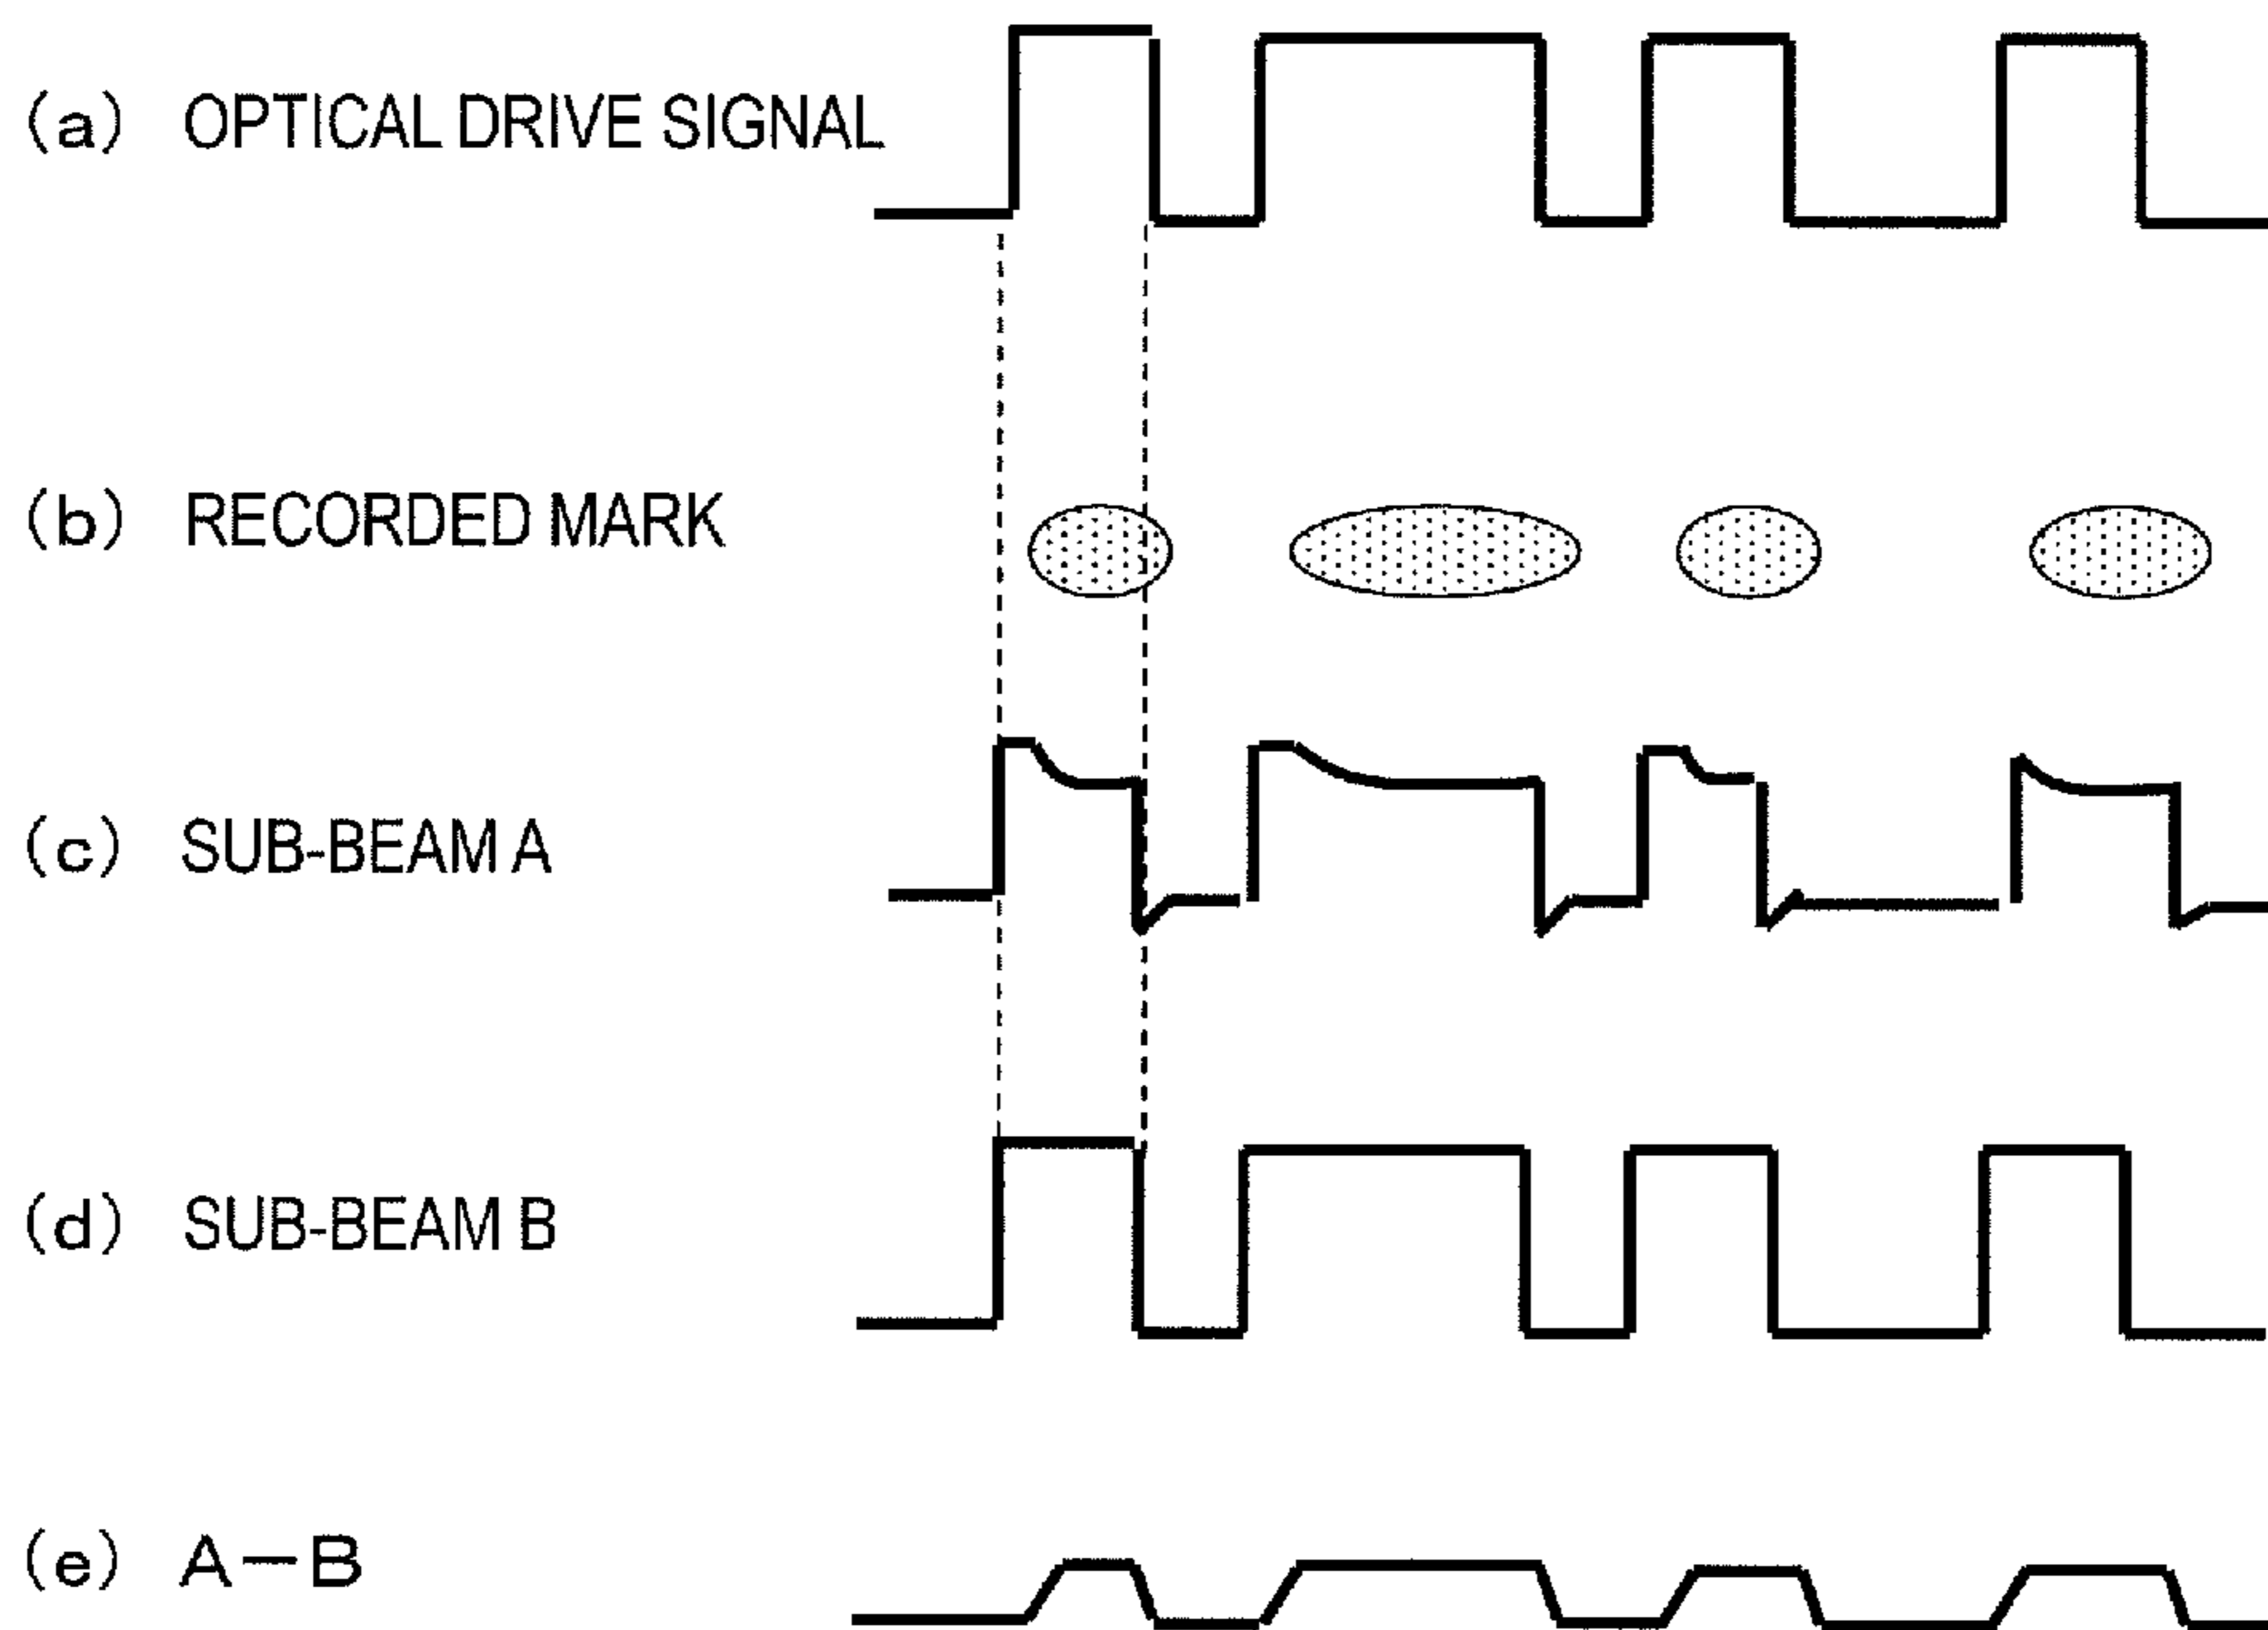 (a) OPTICAL DRIVE SIGNAL
(b) RECORDED MARK
(c) SUB-BEAM A
(d) SUB-BEAM B
(e) A－B